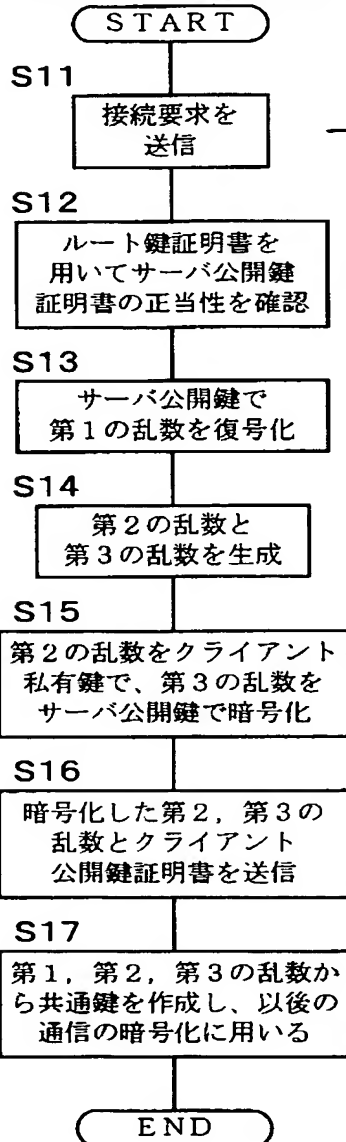 START
S11
接続要求を
送信
S12
ルート鍵証明書を
用いてサーバ公開鍵
証明書の正当性を確認
S13
サーバ公開鍵で
第1の乱数を復号化
S14
第2の乱数と
第3の乱数を生成
S15
第2の乱数をクライアント
私有鍵で、第3の乱数を
サーバ公開鍵で暗号化
S16
暗号化した第2，第3の
乱数とクライアント
公開鍵証明書を送信
S17
第1，第2，第3の乱数か
ら共通鍵を作成し、以後の
通信の暗号化に用いる
END